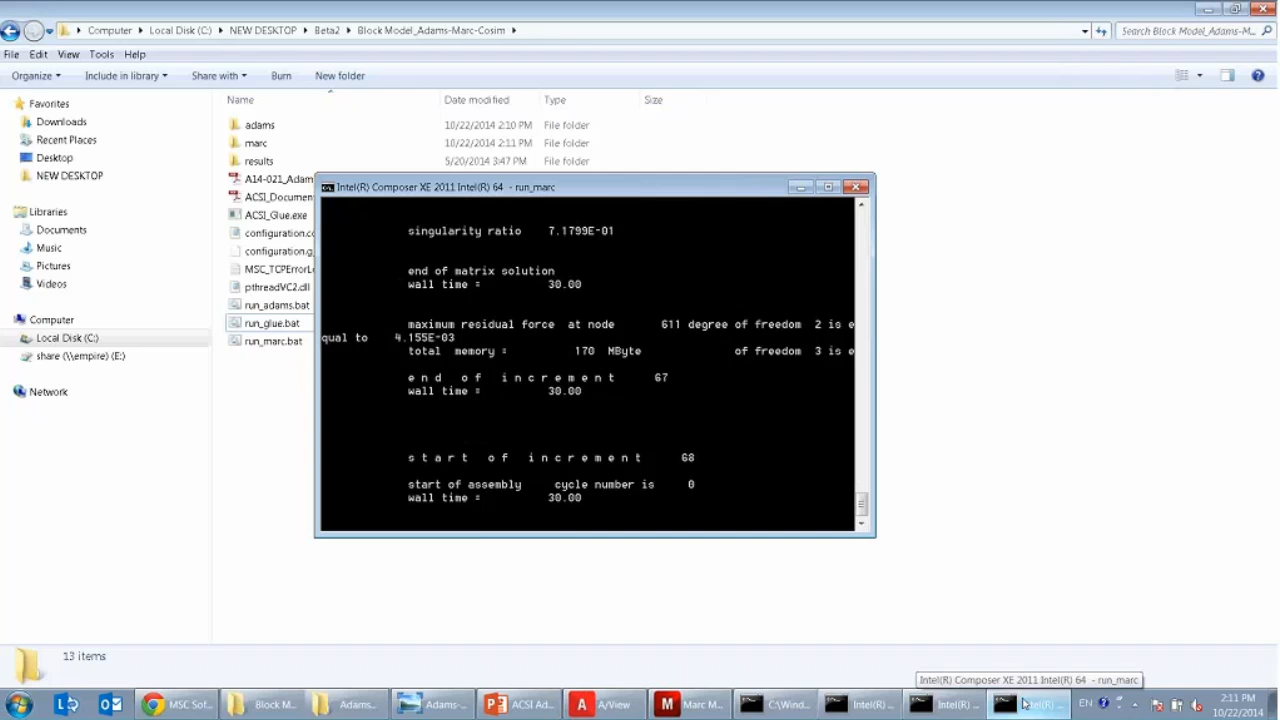 Computer ▸ Local Disk (C:) ▸ NEW DESKTOP ▸ Beta2 ▸ Block Model_Adams-Marc-Cosim ▸
Search Block Model_Adams-M...
File Edit View Tools Help
Organize Include in library Share with Burn New folder
Name Date modified Type Size
Favorites
Downloads
Recent Places
Desktop
NEW DESKTOP
Libraries
Documents
Music
Pictures
Videos
Computer
Local Disk (C:)
share (\\empire) (E:)
Network
adams 10/22/2014 2:10 PM File folder
marc 10/22/2014 2:11 PM File folder
results 5/20/2014 3:47 PM File folder
A14-021_Adam
ACSI_Documen
ACSI_Glue.exe
configuration.co
configuration.g
MSC_TCPErrorL
pthreadVC2.dll
run_adams.bat
run_glue.bat
run_marc.bat
Intel(R) Composer XE 2011 Intel(R) 64 - run_marc
singularity ratio 7.1799E-01
end of matrix solution
wall time = 30.00
maximum residual force at node 611 degree of freedom 2 is e
qual to 4.155E-03
total memory = 170 MByte of freedom 3 is e
e n d o f i n c r e m e n t 67
wall time = 30.00
s t a r t o f i n c r e m e n t 68
start of assembly cycle number is 0
wall time = 30.00
13 items
Intel(R) Composer XE 2011 Intel(R) 64 - run_marc
MSC Sof... Block M... Adams... Adams-... ACSI Ad... A/View Marc M... C:\Wind... Intel(R) ... Intel(R) ... Intel(R) ... EN 2:11 PM
10/22/2014